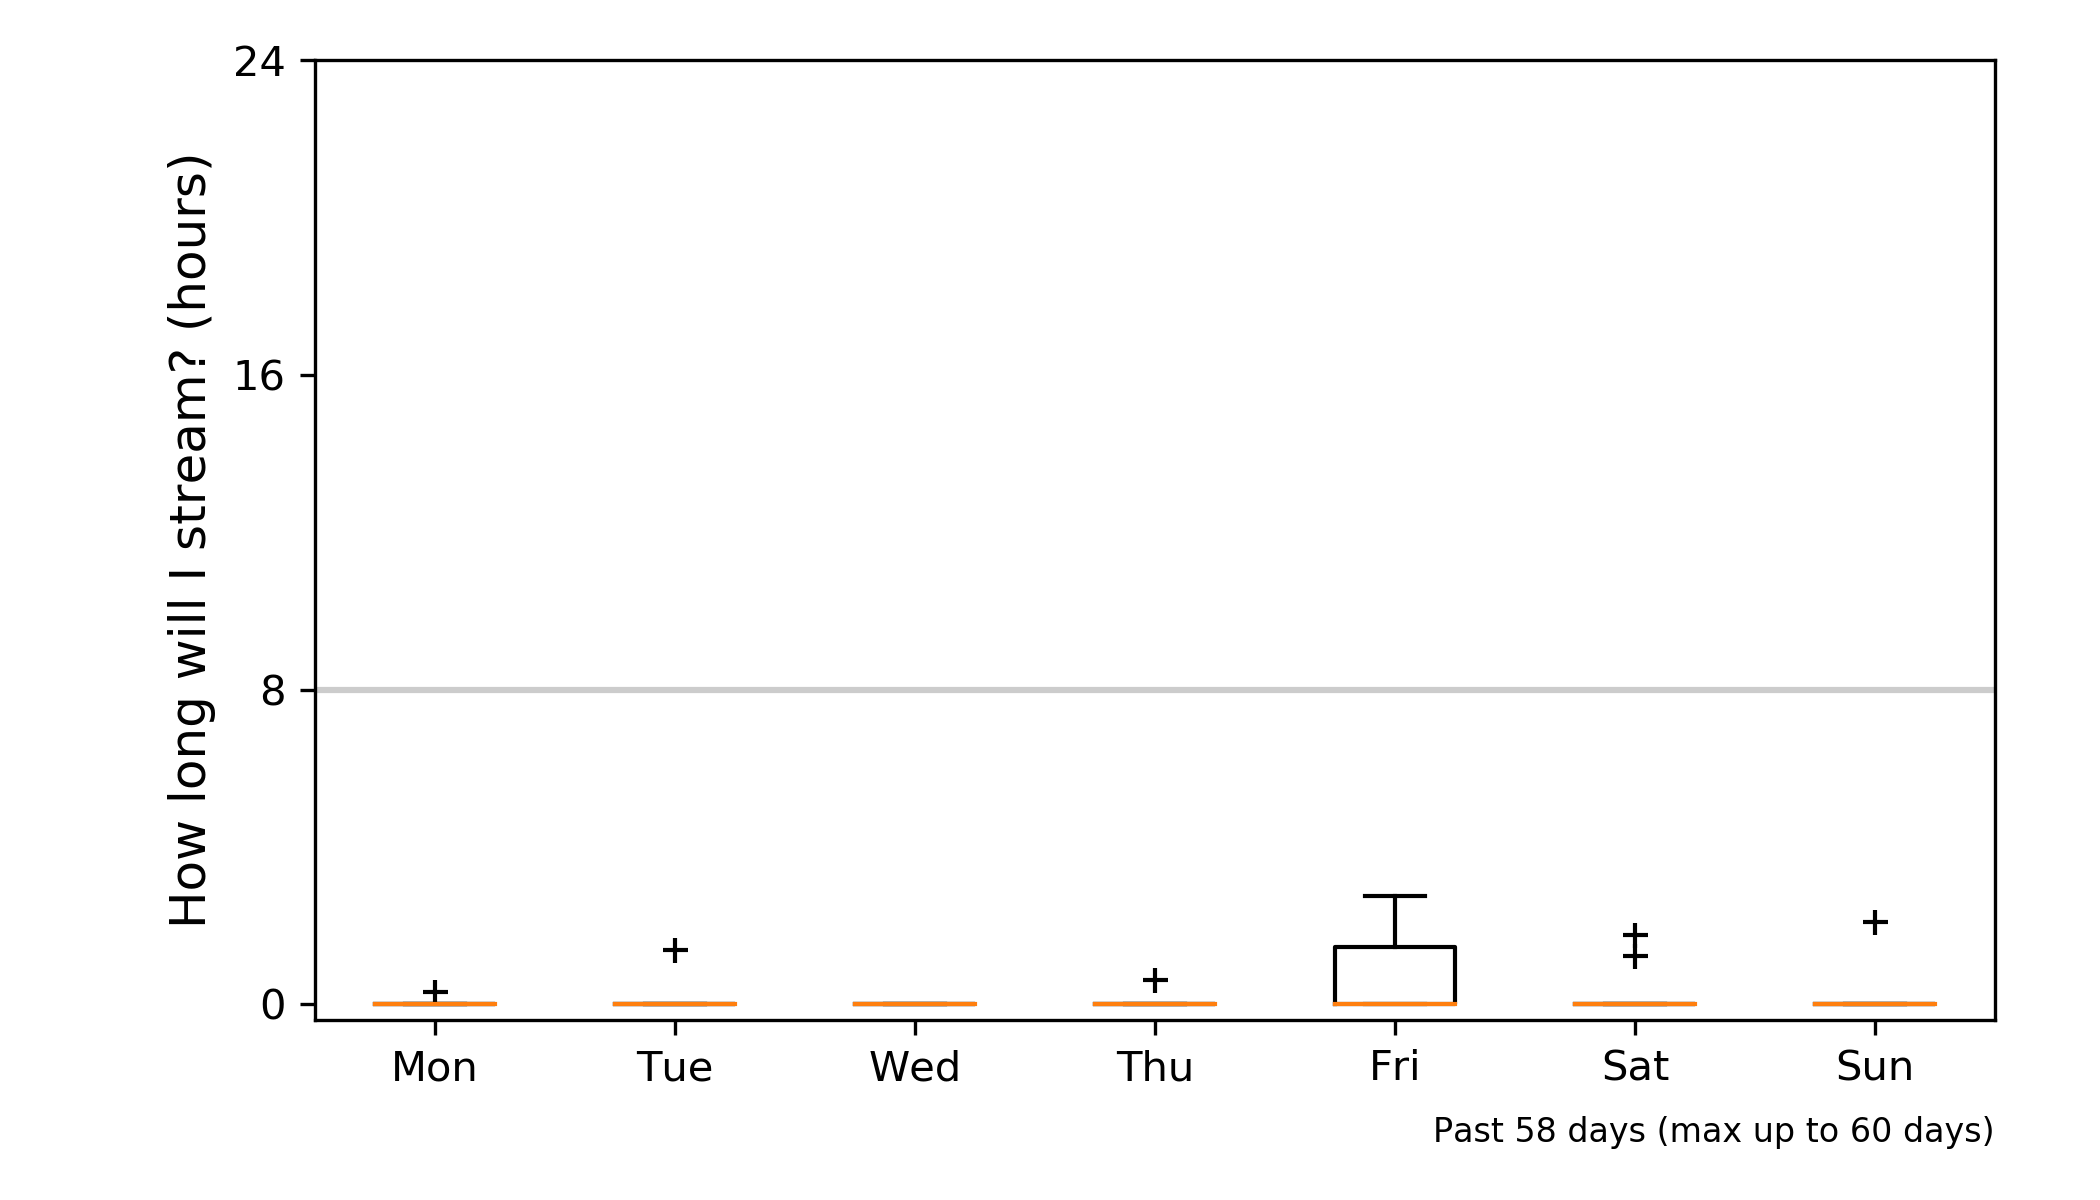 How long will I stream? (hours)
24
16
8
0
Mon Tue Wed Thu Fri Sat Sun
Past 58 days (max up to 60 days)